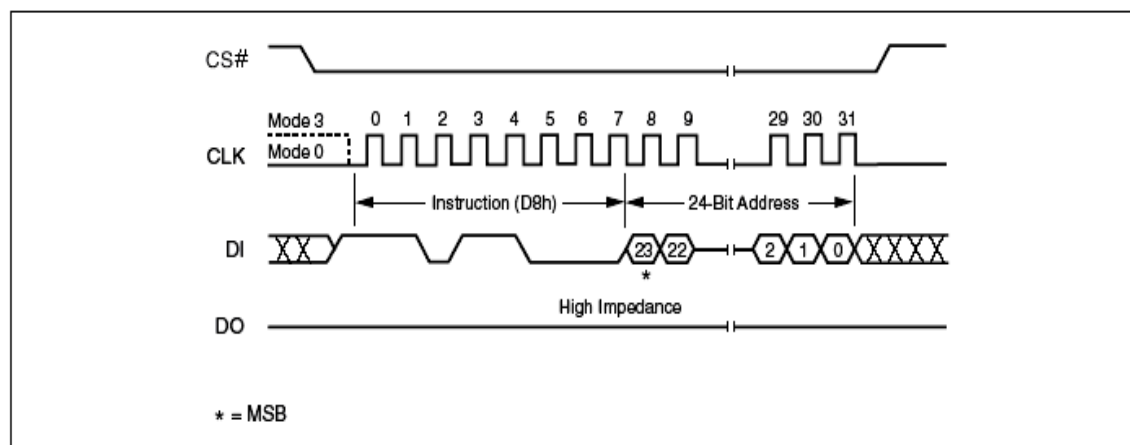 CS#
Mode 3 0 1 2 3 4 5 6 7 8 9 29 30 31
CLK Mode 0
Instruction (D8h) 24-Bit Address
DI 23 22 2 1 0
*
High Impedance
DO
* = MSB